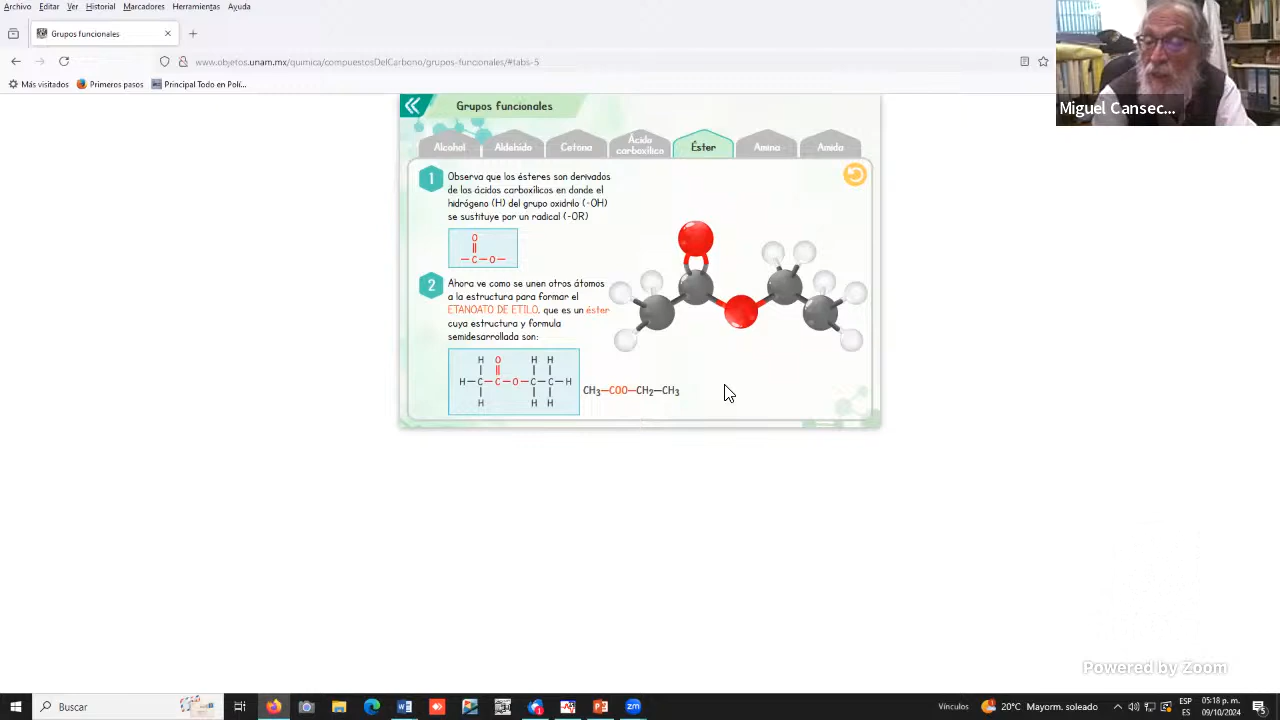 Archivo Editar Ver Historial Marcadores Herramientas Ayuda
Grupos funcionales
www.objetos.unam.mx/quimica/compuestosDelCarbono/grupos-funcionales/#tabs-5
Más visitados Primeros pasos Principal Todo en Polí...
Miguel Cansec...
Grupos funcionales
Alcohol Aldehído Cetona Ácido carboxílico Éster Amina Amida
1 Observa que los ésteres son derivados
de los ácidos carboxílicos en donde el
hidrógeno (H) del grupo oxidrilo (-OH)
se sustituye por un radical (-OR)
O
—C—O—
2 Ahora ve como se unen otros átomos
a la estructura para formar el
ETANOATO DE ETILO, que es un éster
cuya estructura y formula
semidesarrollada son:
H O H H
H—C—C—O—C—C—H
H H H
CH₃—COO—CH₂—CH₃
Powered by Zoom
Buscar
Vínculos 20°C Mayorm. soleado
ESP
ES
05:18 p. m.
09/10/2024
5